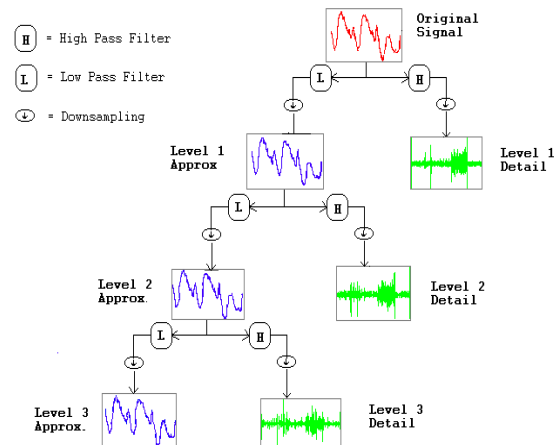 H = High Pass Filter
L = Low Pass Filter
↓ = Downsampling
Original
Signal
L
H
↓
↓
Level 1
Approx
Level 1
Detail
L
H
↓
↓
Level 2
Approx.
Level 2
Detail
L
H
↓
↓
Level 3
Approx.
Level 3
Detail